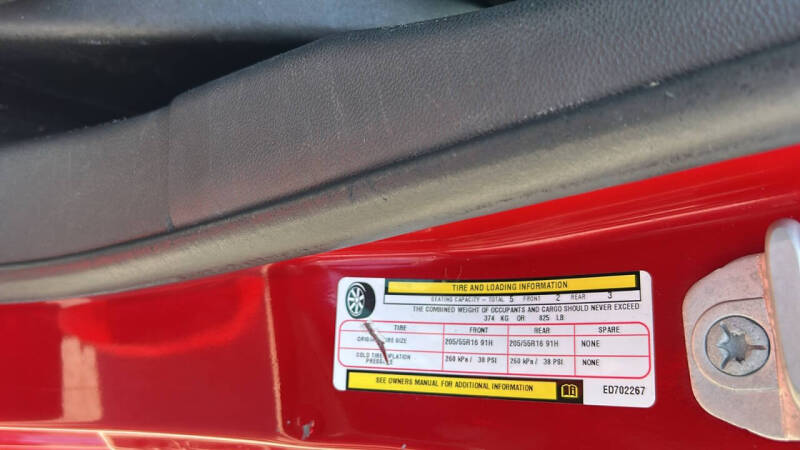 TIRE AND LOADING INFORMATION
SEATING CAPACITY - TOTAL 5 FRONT 2 REAR 3
THE COMBINED WEIGHT OF OCCUPANTS AND CARGO SHOULD NEVER EXCEED
374 KG OR 825 LB
TIRE FRONT REAR SPARE
TIRE SIZE 205/55R16 91H 205/55R16 91H NONE
COLD TIRE 260 kPa / 38 PSI 260 kPa / 38 PSI NONE
SEE OWNERS MANUAL FOR ADDITIONAL INFORMATION
ED702267